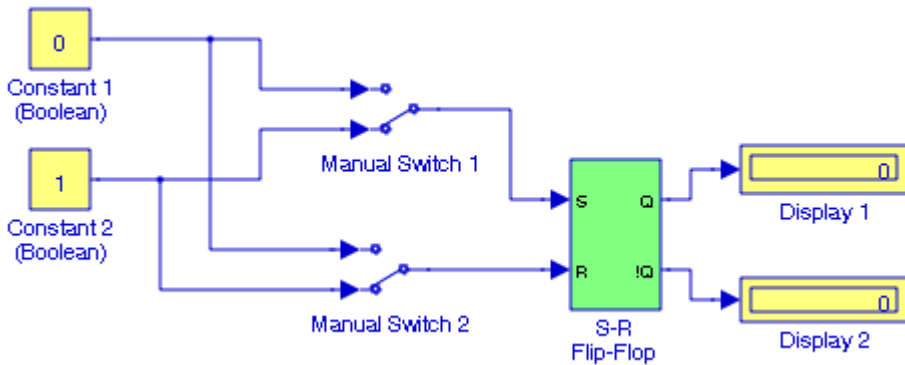 0
Constant 1
(Boolean)
Manual Switch 1
1
Constant 2
(Boolean)
Manual Switch 2
S
Q
R
!Q
S-R
Flip-Flop
0
Display 1
0
Display 2